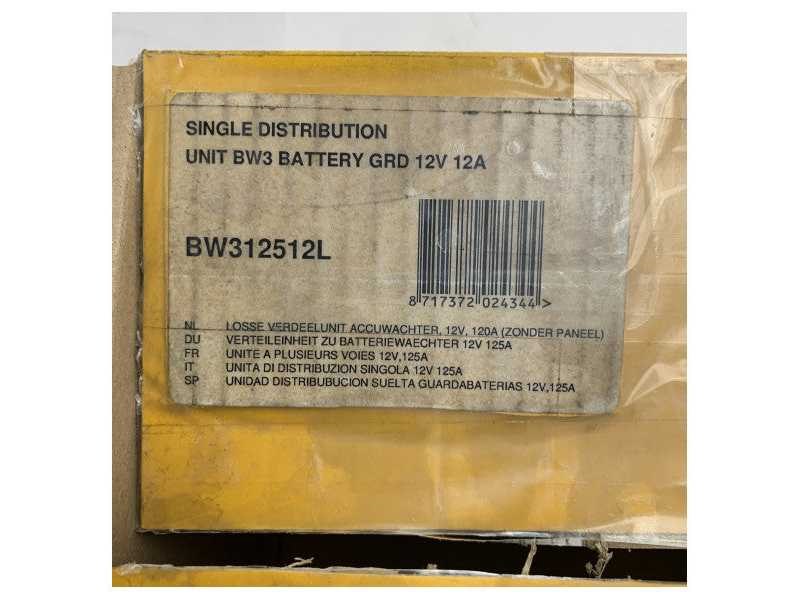 SINGLE DISTRIBUTION
UNIT BW3 BATTERY GRD 12V 12A
BW312512L
8 717372 024344 >
NL LOSSE VERDEELUNIT ACCUWACHTER, 12V, 120A (ZONDER PANEEL)
DU VERTEILEINHEIT ZU BATTERIEWAECHTER 12V 125A
FR UNITE A PLUSIEURS VOIES 12V,125A
IT UNITA DI DISTRIBUZION SINGOLA 12V 125A
SP UNIDAD DISTRIBUBUCION SUELTA GUARDABATERIAS 12V,125A